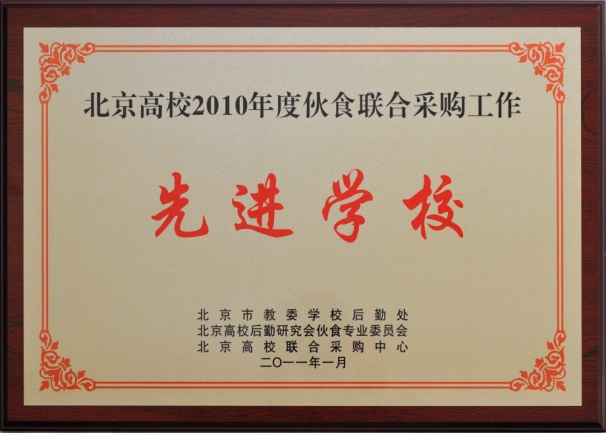 北京高校2010年度伙食联合采购工作
先进学校
北京市教委学校后勤处
北京高校后勤研究会伙食专业委员会
北京高校联合采购中心
二〇一一年一月